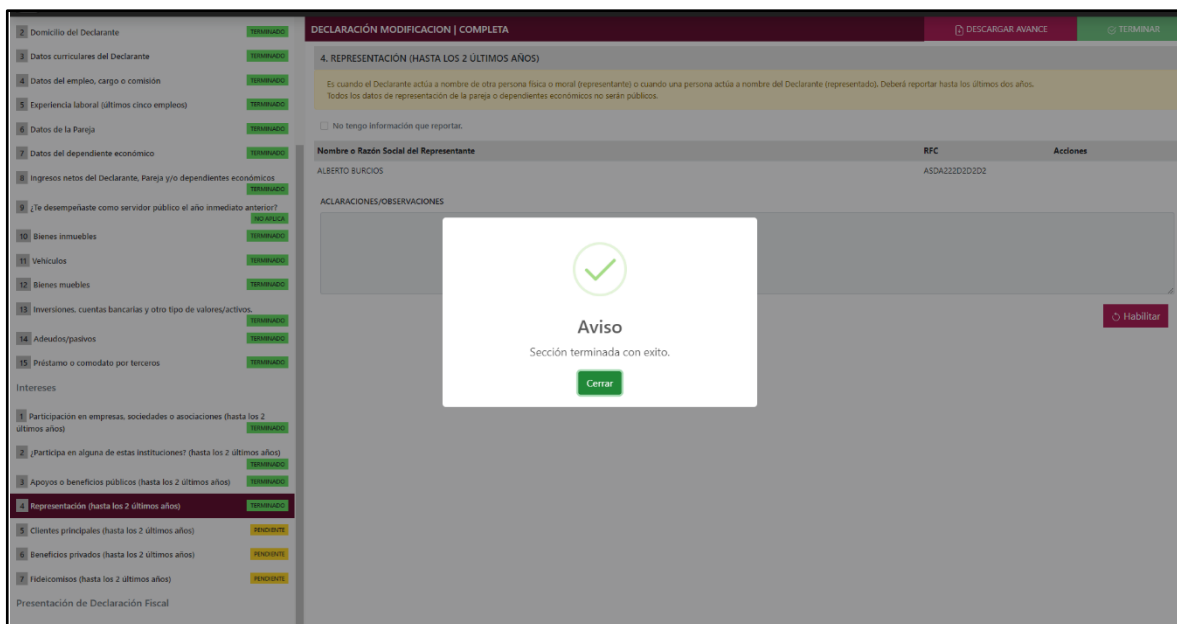 2 Domicilio del Declarante TERMINADO
3 Datos curriculares del Declarante TERMINADO
4 Datos del empleo, cargo o comisión TERMINADO
5 Experiencia laboral (últimos cinco empleos) TERMINADO
6 Datos de la Pareja TERMINADO
7 Datos del dependiente económico TERMINADO
8 Ingresos netos del Declarante, Pareja y/o dependientes económicos
TERMINADO
9 ¿Te desempeñaste como servidor público el año inmediato anterior?
NO APLICA
10 Bienes inmuebles TERMINADO
11 Vehículos TERMINADO
12 Bienes muebles TERMINADO
13 Inversiones, cuentas bancarias y otro tipo de valores/activos.
TERMINADO
14 Adeudos/pasivos TERMINADO
15 Préstamo o comodato por terceros TERMINADO
Intereses
1 Participación en empresas, sociedades o asociaciones (hasta los 2
últimos años) TERMINADO
2 ¿Participa en alguna de estas instituciones? (hasta los 2 últimos años)
TERMINADO
3 Apoyos o beneficios públicos (hasta los 2 últimos años) TERMINADO
4 Representación (hasta los 2 últimos años) TERMINADO
5 Clientes principales (hasta los 2 últimos años) PENDIENTE
6 Beneficios privados (hasta los 2 últimos años) PENDIENTE
7 Fideicomisos (hasta los 2 últimos años) PENDIENTE
Presentación de Declaración Fiscal
DECLARACIÓN MODIFICACION | COMPLETA
DESCARGAR AVANCE
TERMINAR
4. REPRESENTACIÓN (HASTA LOS 2 ÚLTIMOS AÑOS)
Es cuando el Declarante actúa a nombre de otra persona física o moral (representante) o cuando una persona actúa a nombre del Declarante (representado). Deberá reportar hasta los últimos dos años.
Todos los datos de representación de la pareja o dependientes económicos no serán públicos.
No tengo información que reportar.
Nombre o Razón Social del Representante RFC Acciones
ALBERTO BURCIOS ASDA222D2D2D2
ACLARACIONES/OBSERVACIONES
Habilitar
Aviso
Sección terminada con exito.
Cerrar